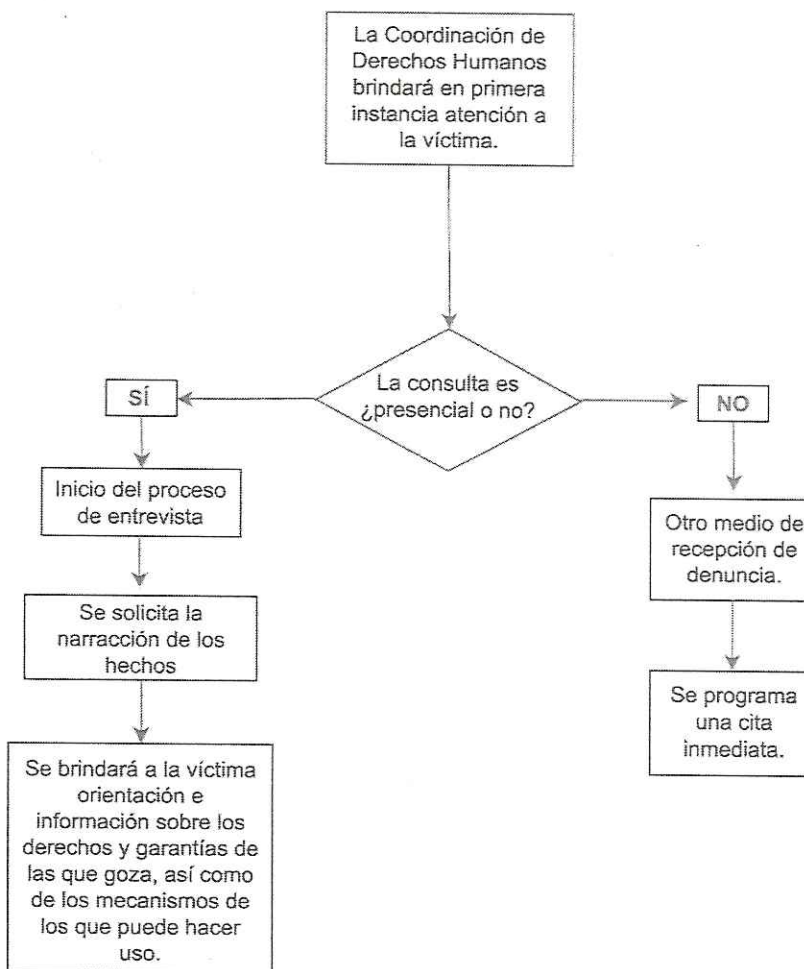 La Coordinación de
Derechos Humanos
brindará en primera
instancia atención a
la víctima.
La consulta es
¿presencial o no?
SÍ
Inicio del proceso
de entrevista
Se solicita la
narracción de los
hechos
Se brindará a la víctima
orientación e
información sobre los
derechos y garantías de
las que goza, así como
de los mecanismos de
los que puede hacer
uso.
NO
Otro medio de
recepción de
denuncia.
Se programa
una cita
inmediata.